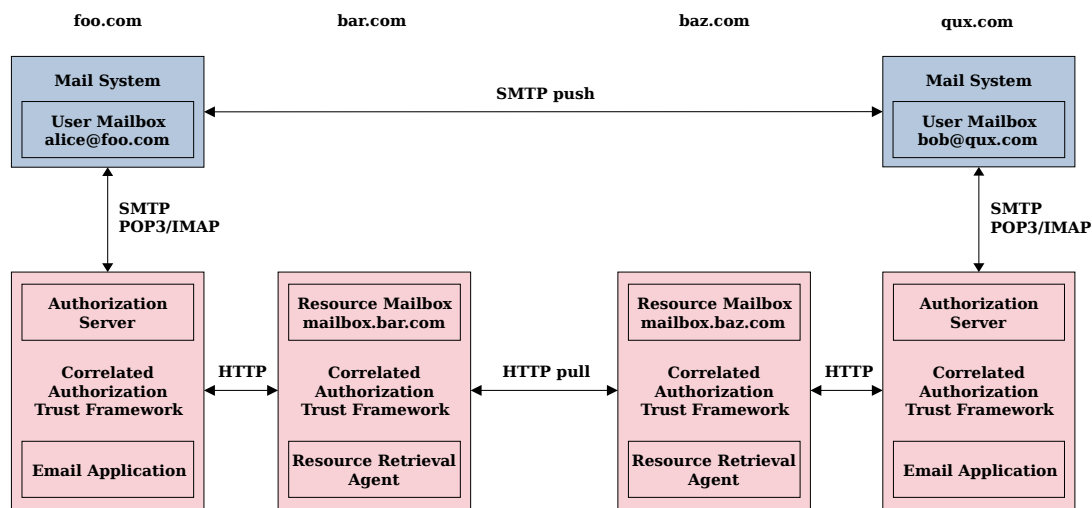 foo.com
bar.com
baz.com
qux.com
Mail System
User Mailbox
alice@foo.com
SMTP push
Mail System
User Mailbox
bob@qux.com
SMTP
POP3/IMAP
SMTP
POP3/IMAP
Authorization
Server
Correlated
Authorization
Trust Framework
Email Application
HTTP
Resource Mailbox
mailbox.bar.com
Correlated
Authorization
Trust Framework
Resource Retrieval
Agent
HTTP pull
Resource Mailbox
mailbox.baz.com
Correlated
Authorization
Trust Framework
Resource Retrieval
Agent
HTTP
Authorization
Server
Correlated
Authorization
Trust Framework
Email Application